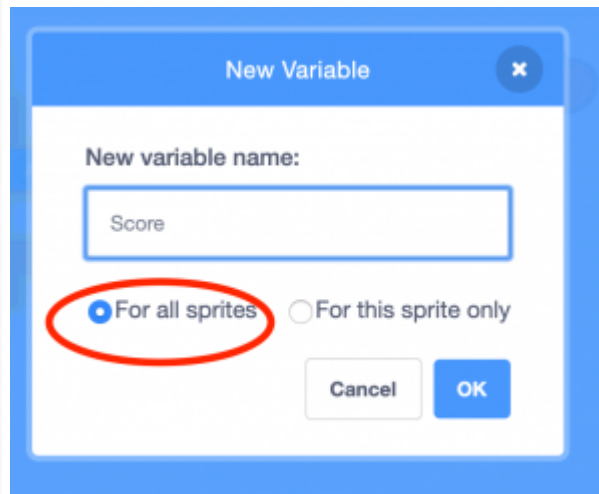 New Variable
New variable name:
Score
For all sprites For this sprite only
Cancel OK